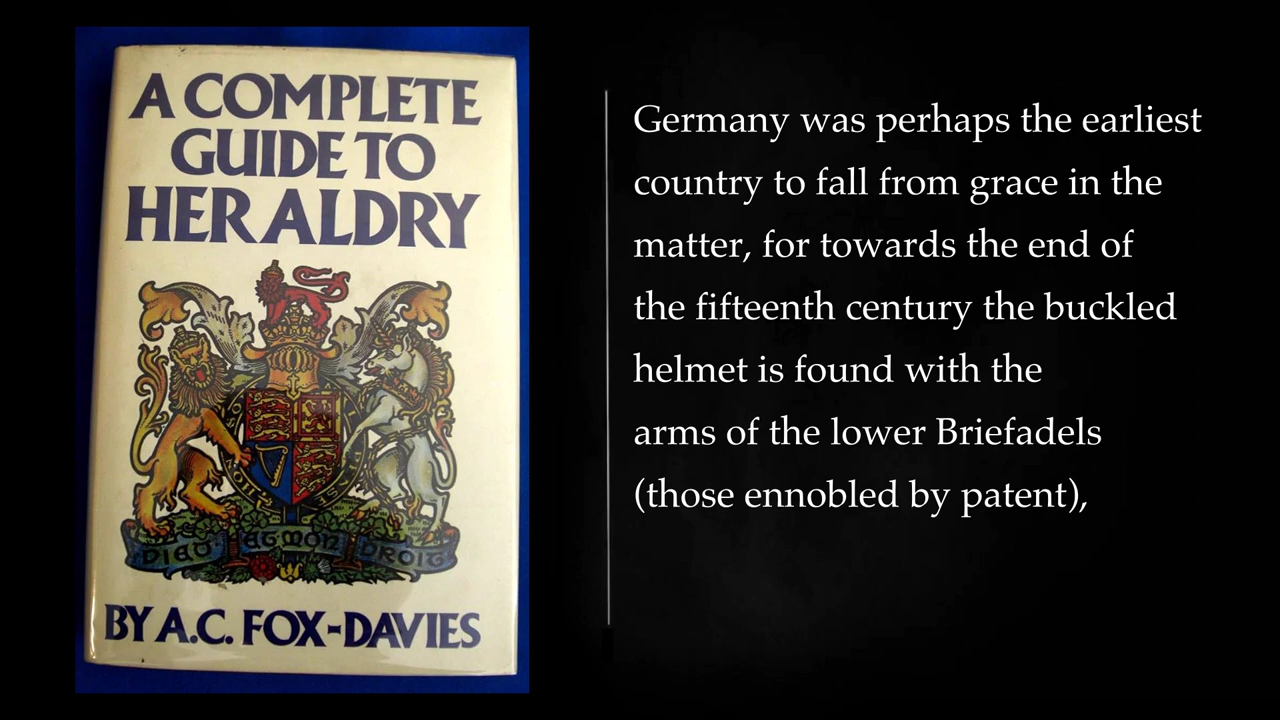 A COMPLETE
GUIDE TO
HERALDRY
DIEU ET MON DROIT
BY A.C. FOX-DAVIES
Germany was perhaps the earliest
country to fall from grace in the
matter, for towards the end of
the fifteenth century the buckled
helmet is found with the
arms of the lower Briefadels
(those ennobled by patent),